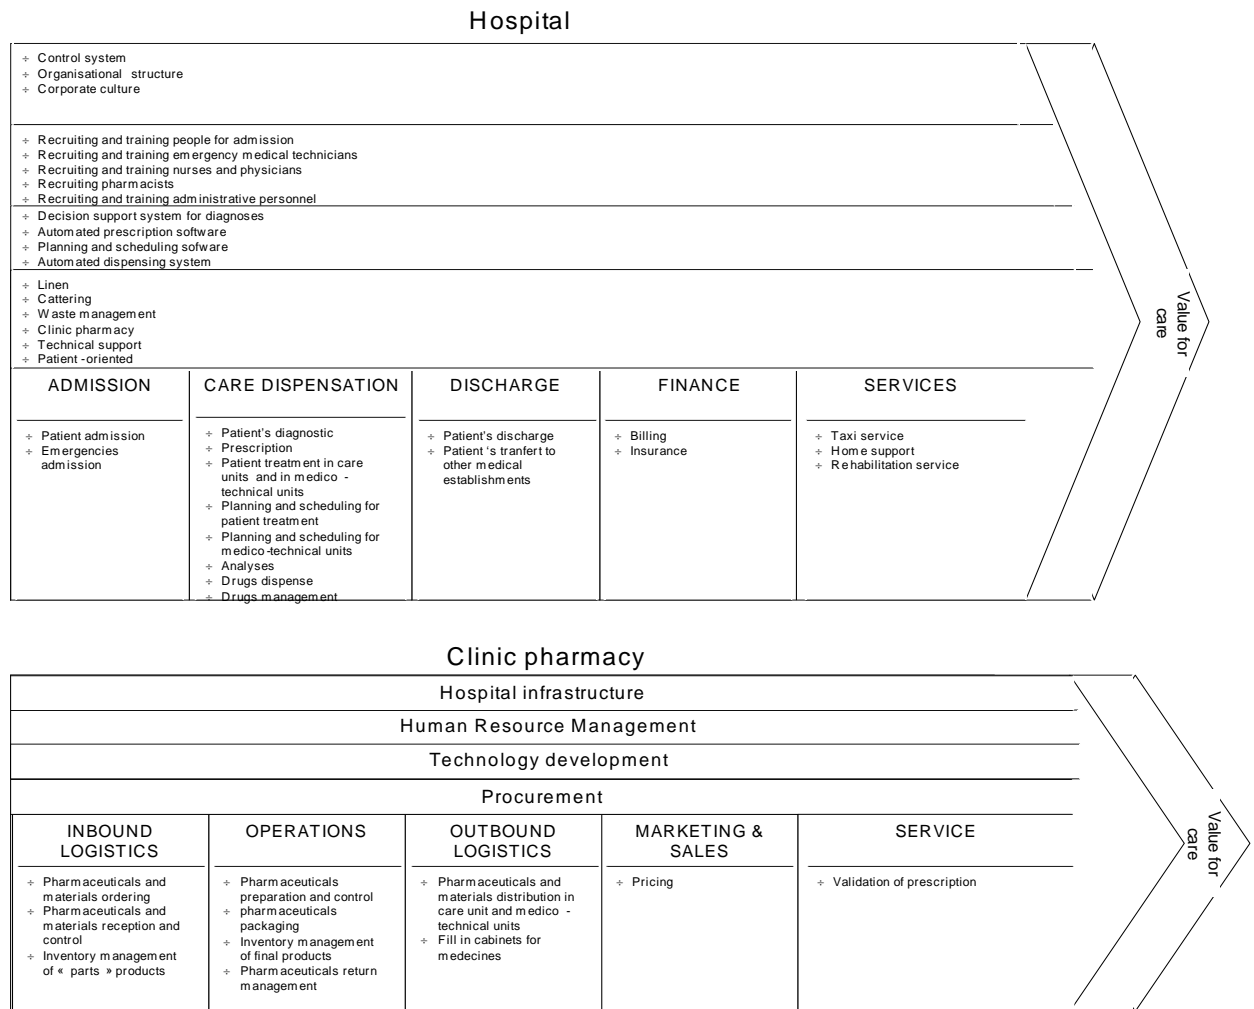 Hospital
÷ Control system
÷ Organisational structure
÷ Corporate culture
÷ Recruiting and training people for admission
÷ Recruiting and training emergency medical technicians
÷ Recruiting and training nurses and physicians
÷ Recruiting pharmacists
÷ Recruiting and training administrative personnel
÷ Decision support system for diagnoses
÷ Automated prescription software
÷ Planning and scheduling sofware
÷ Automated dispensing system
÷ Linen
÷ Cattering
÷ Waste management
÷ Clinic pharmacy
÷ Technical support
÷ Patient -oriented
Value for
care
ADMISSION
÷ Patient admission
÷ Emergencies
admission
CARE DISPENSATION
÷ Patient's diagnostic
÷ Prescription
÷ Patient treatment in care
units and in medico -
technical units
÷ Planning and scheduling for
patient treatment
÷ Planning and scheduling for
medico-technical units
÷ Analyses
÷ Drugs dispense
÷ Drugs management
DISCHARGE
÷ Patient's discharge
÷ Patient 's tranfert to
other medical
establishments
FINANCE
÷ Billing
÷ Insurance
SERVICES
÷ Taxi service
÷ Home support
÷ Rehabilitation service
Clinic pharmacy
Hospital infrastructure
Human Resource Management
Technology development
Procurement
Value for
care
INBOUND
LOGISTICS
÷ Pharmaceuticals and
materials ordering
÷ Pharmaceuticals and
materials reception and
control
÷ Inventory management
of « parts » products
OPERATIONS
÷ Pharmaceuticals
preparation and control
÷ pharmaceuticals
packaging
÷ Inventory management
of final products
÷ Pharmaceuticals return
management
OUTBOUND
LOGISTICS
÷ Pharmaceuticals and
materials distribution in
care unit and medico -
technical units
÷ Fill in cabinets for
medecines
MARKETING &
SALES
÷ Pricing
SERVICE
÷ Validation of prescription